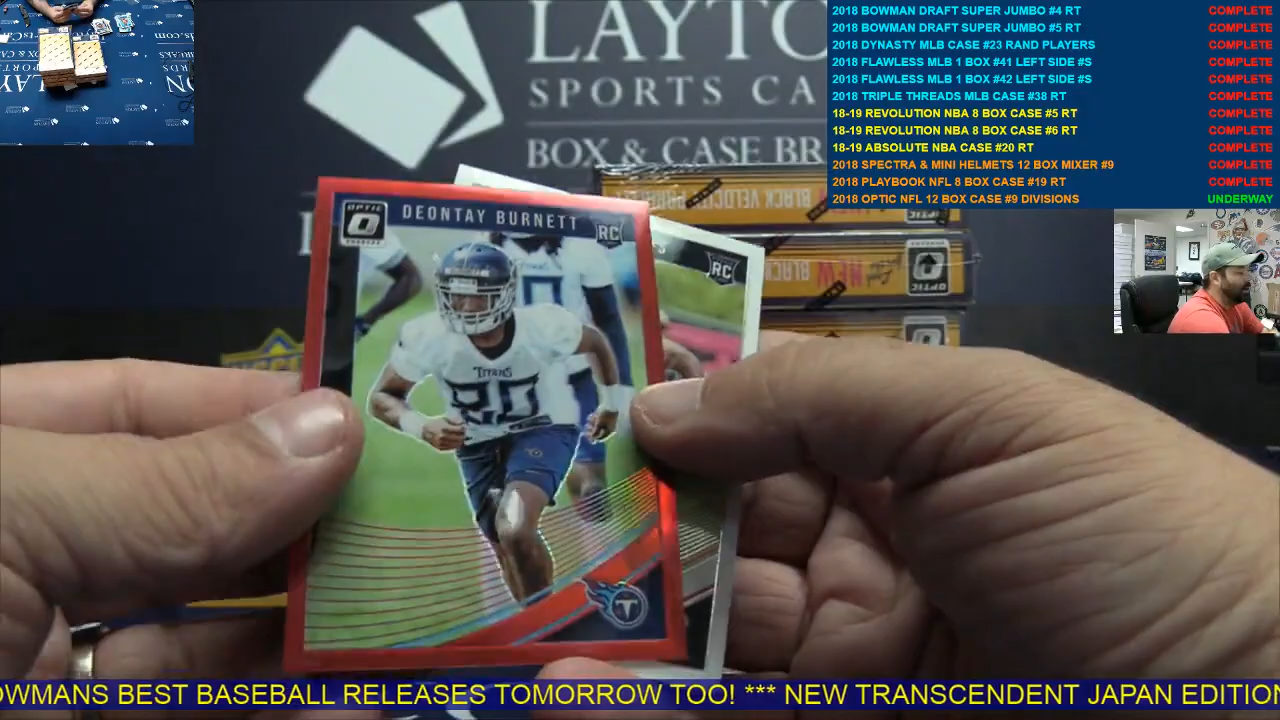 2018 BOWMAN DRAFT SUPER JUMBO #4 RT COMPLETE
2018 BOWMAN DRAFT SUPER JUMBO #5 RT COMPLETE
2018 DYNASTY MLB CASE #23 RAND PLAYERS COMPLETE
2018 FLAWLESS MLB 1 BOX #41 LEFT SIDE #S COMPLETE
2018 FLAWLESS MLB 1 BOX #42 LEFT SIDE #S COMPLETE
2018 TRIPLE THREADS MLB CASE #38 RT COMPLETE
18-19 REVOLUTION NBA 8 BOX CASE #5 RT COMPLETE
18-19 REVOLUTION NBA 8 BOX CASE #6 RT COMPLETE
18-19 ABSOLUTE NBA CASE #20 RT COMPLETE
2018 SPECTRA & MINI HELMETS 12 BOX MIXER #9 COMPLETE
2018 PLAYBOOK NFL 8 BOX CASE #19 RT COMPLETE
2018 OPTIC NFL 12 BOX CASE #9 DIVISIONS UNDERWAY
LAYTO
SPORTS CA
BOX & CASE BR
BLACK VELOCITY
NEW BLACK
OPTIC
DEONTAY BURNETT
RC
RC
TITANS
80
T
OWMANS BEST BASEBALL RELEASES TOMORROW TOO! *** NEW TRANSCENDENT JAPAN EDITION